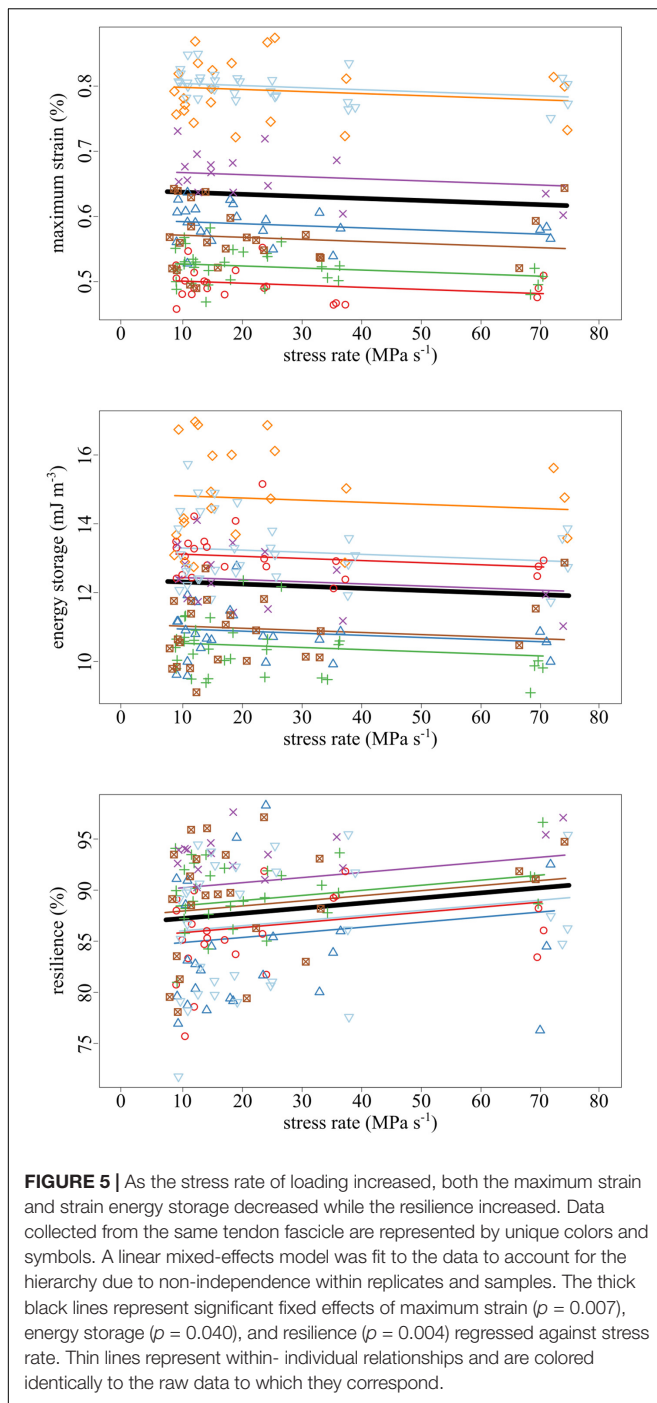 maximum strain (%)
0.8
0.7
0.6
0.5
0 10 20 30 40 50 60 70 80
stress rate (MPa s⁻¹)
energy storage (mJ m⁻³)
16
14
12
10
0 10 20 30 40 50 60 70 80
stress rate (MPa s⁻¹)
resilience (%)
95
90
85
80
75
0 10 20 30 40 50 60 70 80
stress rate (MPa s⁻¹)
FIGURE 5 | As the stress rate of loading increased, both the maximum strain
and strain energy storage decreased while the resilience increased. Data
collected from the same tendon fascicle are represented by unique colors and
symbols. A linear mixed-effects model was fit to the data to account for the
hierarchy due to non-independence within replicates and samples. The thick
black lines represent significant fixed effects of maximum strain (p = 0.007),
energy storage (p = 0.040), and resilience (p = 0.004) regressed against stress
rate. Thin lines represent within- individual relationships and are colored
identically to the raw data to which they correspond.